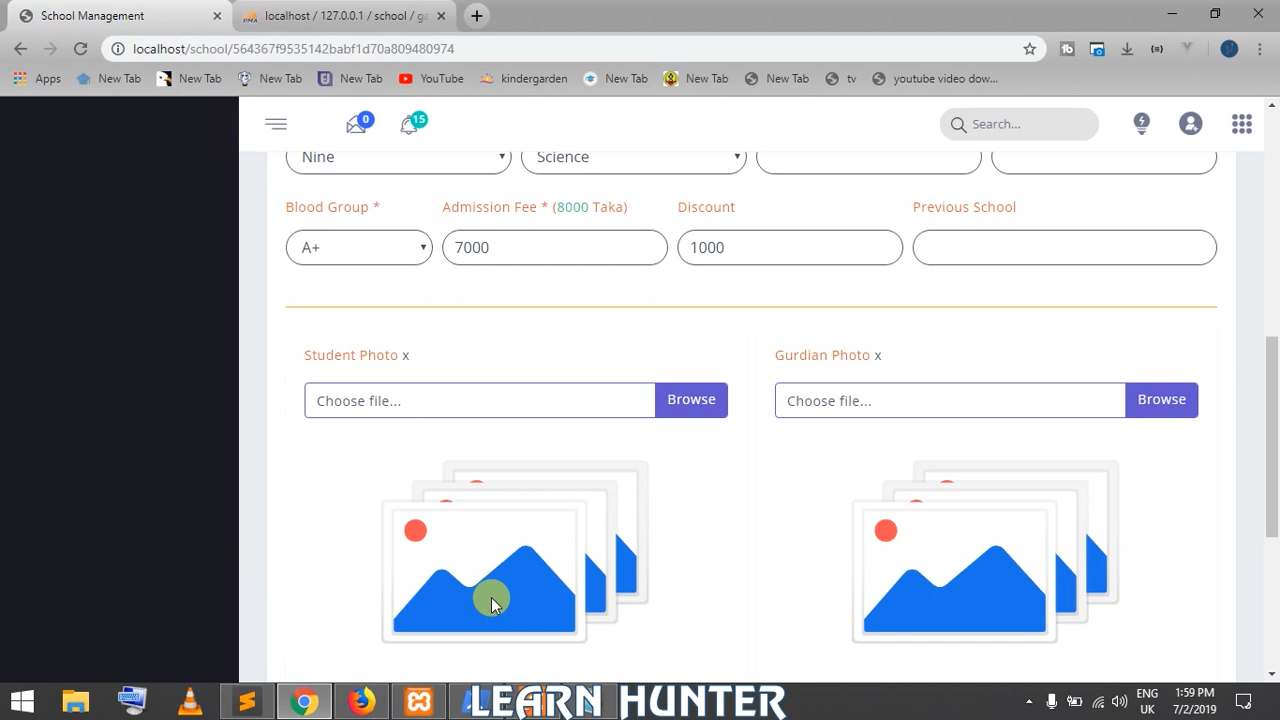 School Management
localhost / 127.0.0.1 / school / ga
localhost/school/564367f9535142babf1d70a809480974
Apps New Tab New Tab New Tab New Tab YouTube kindergarden New Tab New Tab New Tab tv youtube video dow...
0 15 Search...
Nine Science
Blood Group * Admission Fee * (8000 Taka) Discount Previous School
A+ 7000 1000
Student Photo x Gurdian Photo x
Choose file... Browse Choose file... Browse
LEARN HUNTER
ENG
UK
1:59 PM
7/2/2019